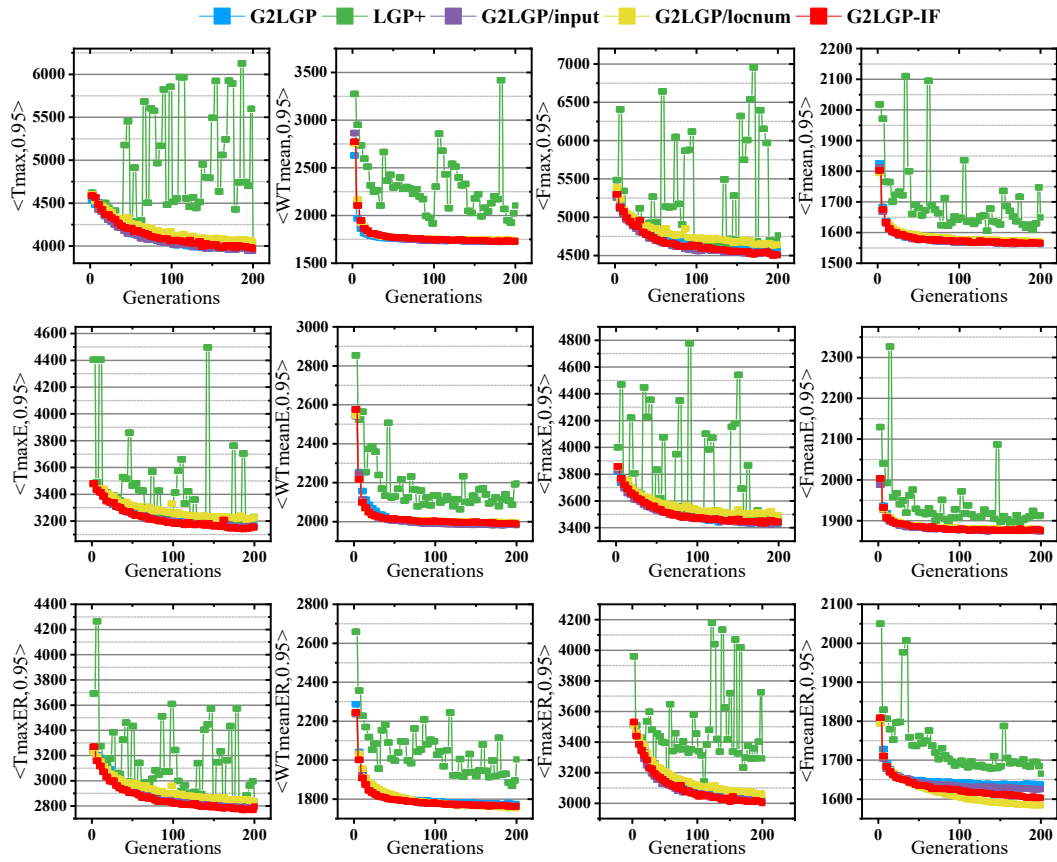 G2LGP LGP+ G2LGP/input G2LGP/locnum G2LGP-IF
<Tmax,0.95>
6000
5500
5000
4500
4000
0 100 200
Generations
<WTmean,0.95>
3500
3000
2500
2000
1750
0 100 200
Generations
<Fmax,0.95>
7000
6500
6000
5500
5000
4500
0 100 200
Generations
<Fmean,0.95>
2200
2100
2000
1900
1800
1700
1600
1500
0 100 200
Generations
<TmaxE,0.95>
4600
4400
4200
4000
3800
3600
3400
3200
0 100 200
Generations
<WTmeanE,0.95>
3000
2800
2600
2400
2200
2000
0 100 200
Generations
<FmaxE,0.95>
4800
4600
4400
4200
4000
3800
3600
3400
0 100 200
Generations
<FmeanE,0.95>
2300
2200
2100
2000
1900
0 100 200
Generations
<TmaxER,0.95>
4400
4200
4000
3800
3600
3400
3200
3000
2800
0 100 200
Generations
<WTmeanER,0.95>
2800
2600
2400
2200
2000
1800
0 100 200
Generations
<FmaxER,0.95>
4200
4000
3800
3600
3400
3200
3000
0 100 200
Generations
<FmeanER,0.95>
2100
2000
1900
1800
1700
1600
0 100 200
Generations